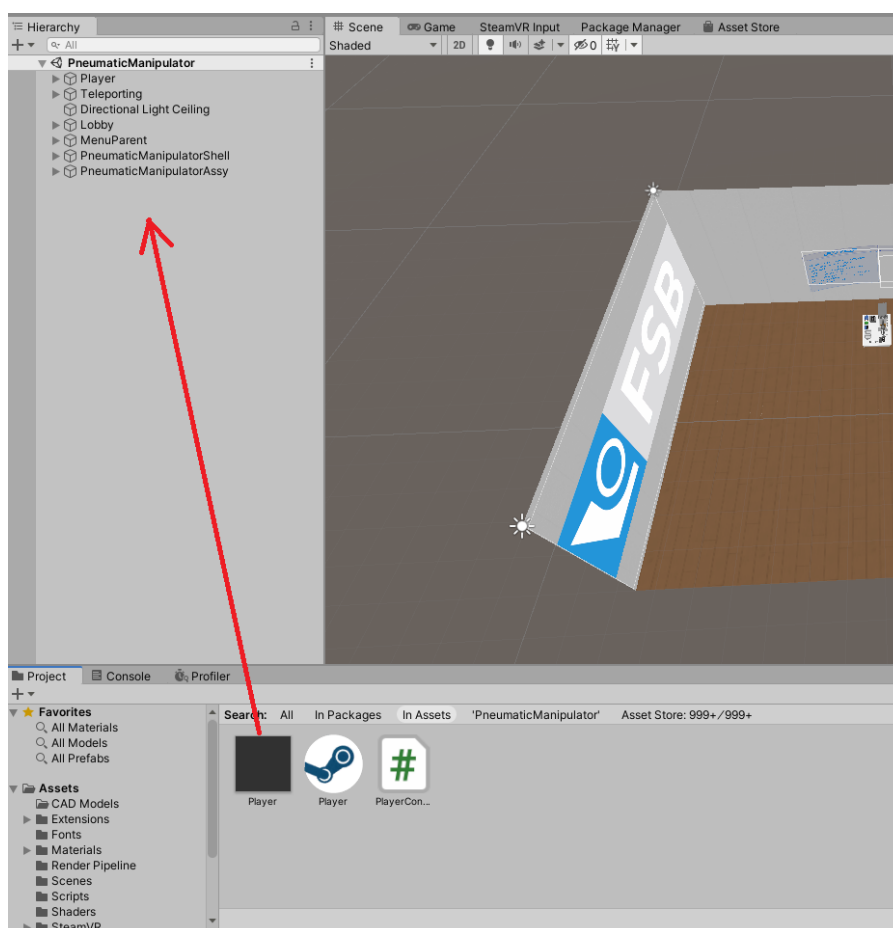 Hierarchy
All
PneumaticManipulator
Player
Teleporting
Directional Light Ceiling
Lobby
MenuParent
PneumaticManipulatorShell
PneumaticManipulatorAssy
Scene Game SteamVR Input Package Manager Asset Store
Shaded 2D 0
FSB
Project Console Profiler
Favorites
All Materials
All Models
All Prefabs
Assets
CAD Models
Extensions
Fonts
Materials
Render Pipeline
Scenes
Scripts
Shaders
SteamVR
Search: All In Packages In Assets 'PneumaticManipulator' Asset Store: 999+/999+
Player Player PlayerCon...